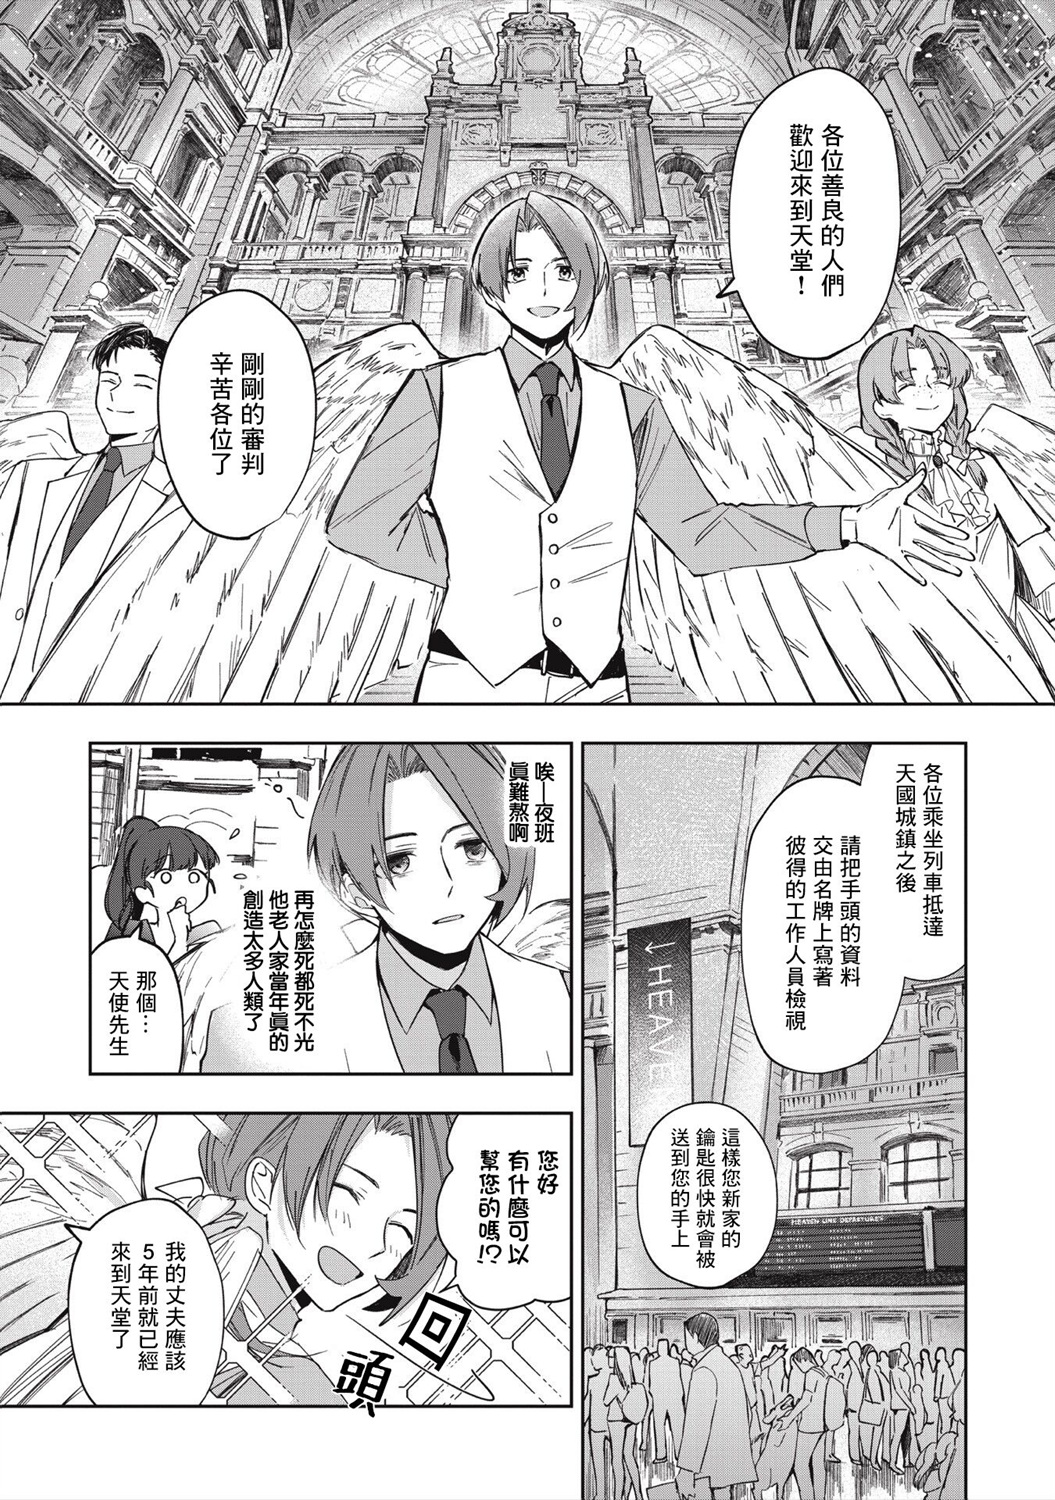 各位善良的人們
歡迎來到天堂！
剛剛的審判
辛苦各位了
各位乘坐列車抵達
天國城鎮之後
請把手頭的資料
交由名牌上寫著
彼得的工作人員檢視
↓HEAVEN
這樣您新家的
鑰匙很快就會被
送到您的手上
HEAVEN LINE DEPARTURES
唉—夜班
真難熬啊
再怎麼死都死不光
他老人家當年真的
創造太多人類了
那個…
天使先生
您好
有什麼可以
幫您的嗎!?
回
頭
我的丈夫應該
5年前就已經
來到天堂了